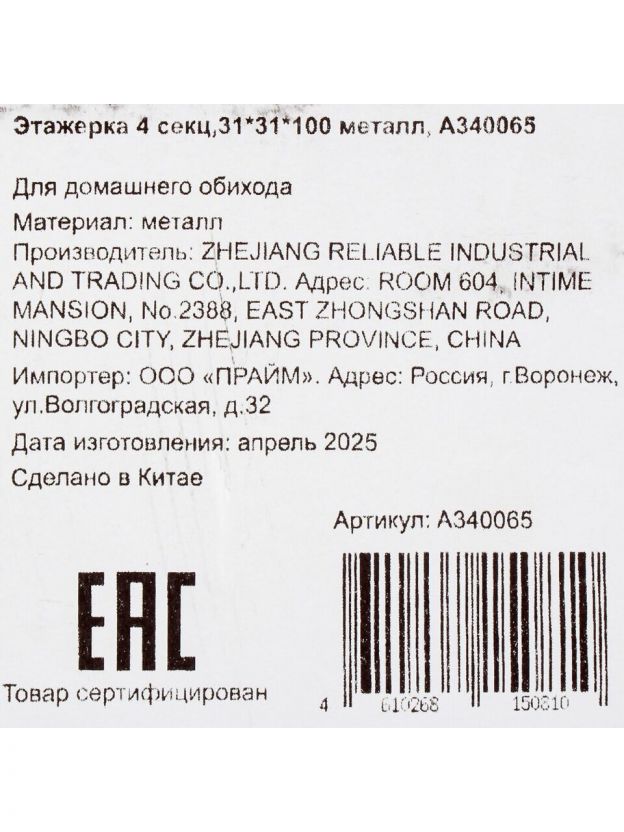 Этажерка 4 секц,31*31*100 металл, А340065
Для домашнего обихода
Материал: металл
Производитель: ZHEJIANG RELIABLE INDUSTRIAL
AND TRADING CO.,LTD. Адрес: ROOM 604, INTIME
MANSION, No.2388, EAST ZHONGSHAN ROAD,
NINGBO CITY, ZHEJIANG PROVINCE, CHINA
Импортер: ООО «ПРАЙМ». Адрес: Россия, г.Воронеж,
ул.Волгоградская, д.32
Дата изготовления: апрель 2025
Сделано в Китае
Артикул: А340065
EAC
Товар сертифицирован
4 610268 150810